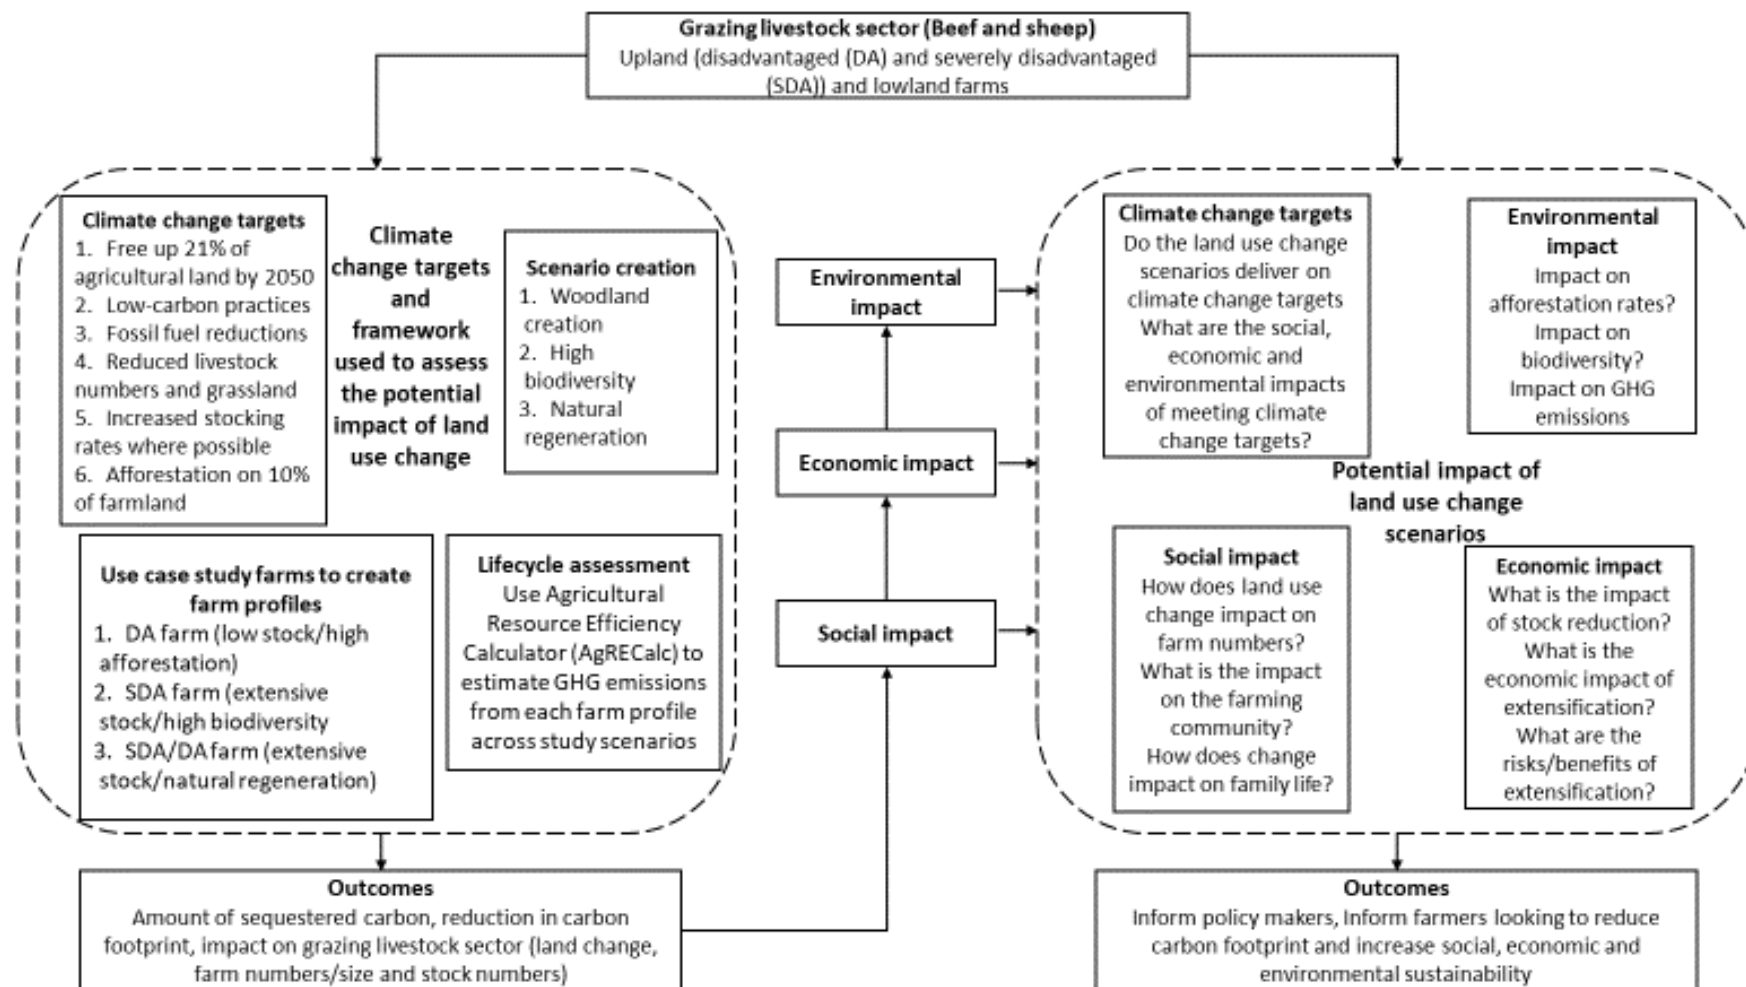 Grazing livestock sector (Beef and sheep)
Upland (disadvantaged (DA) and severely disadvantaged
(SDA)) and lowland farms
Climate change targets
1. Free up 21% of
agricultural land by 2050
2. Low-carbon practices
3. Fossil fuel reductions
4. Reduced livestock
numbers and grassland
5. Increased stocking
rates where possible
6. Afforestation on 10%
of farmland
Climate
change targets
and
framework
used to assess
the potential
impact of land
use change
Scenario creation
1. Woodland
creation
2. High
biodiversity
3. Natural
regeneration
Use case study farms to create
farm profiles
1. DA farm (low stock/high
afforestation)
2. SDA farm (extensive
stock/high biodiversity
3. SDA/DA farm (extensive
stock/natural regeneration)
Lifecycle assessment
Use Agricultural
Resource Efficiency
Calculator (AgRECalc) to
estimate GHG emissions
from each farm profile
across study scenarios
Outcomes
Amount of sequestered carbon, reduction in carbon
footprint, impact on grazing livestock sector (land change,
farm numbers/size and stock numbers)
Environmental
impact
Economic impact
Social impact
Climate change targets
Do the land use change
scenarios deliver on
climate change targets
What are the social,
economic and
environmental impacts
of meeting climate
change targets?
Environmental
impact
Impact on
afforestation rates?
Impact on
biodiversity?
Impact on GHG
emissions
Potential impact of
land use change
scenarios
Social impact
How does land use
change impact on
farm numbers?
What is the impact
on the farming
community?
How does change
impact on family life?
Economic impact
What is the impact
of stock reduction?
What is the
economic impact of
extensification?
What are the
risks/benefits of
extensification?
Outcomes
Inform policy makers, Inform farmers looking to reduce
carbon footprint and increase social, economic and
environmental sustainability